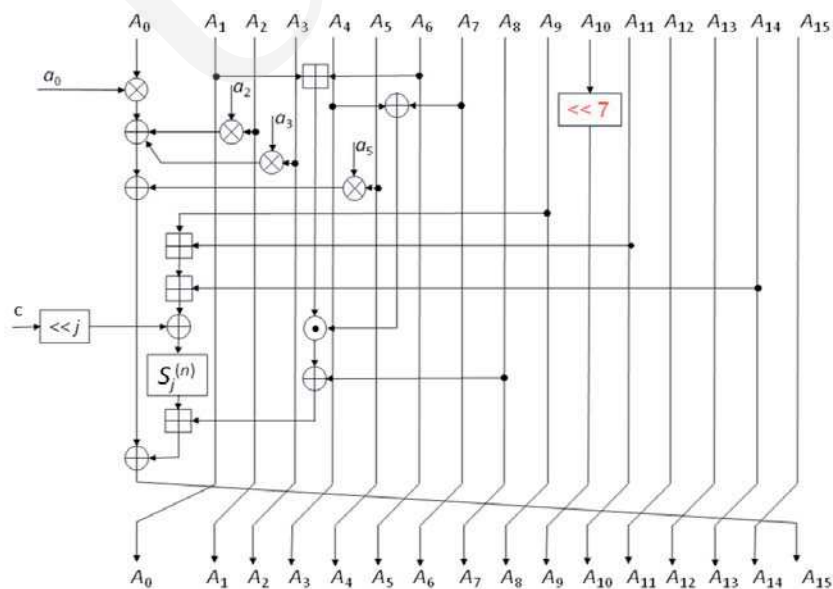 A₀ A₁ A₂ A₃ A₄ A₅ A₆ A₇ A₈ A₉ A₁₀ A₁₁ A₁₂ A₁₃ A₁₄ A₁₅
a₀
a₂
<< 7
a₃
a₅
c
<< j
Sⱼ⁽ⁿ⁾
A₀ A₁ A₂ A₃ A₄ A₅ A₆ A₇ A₈ A₉ A₁₀ A₁₁ A₁₂ A₁₃ A₁₄ A₁₅